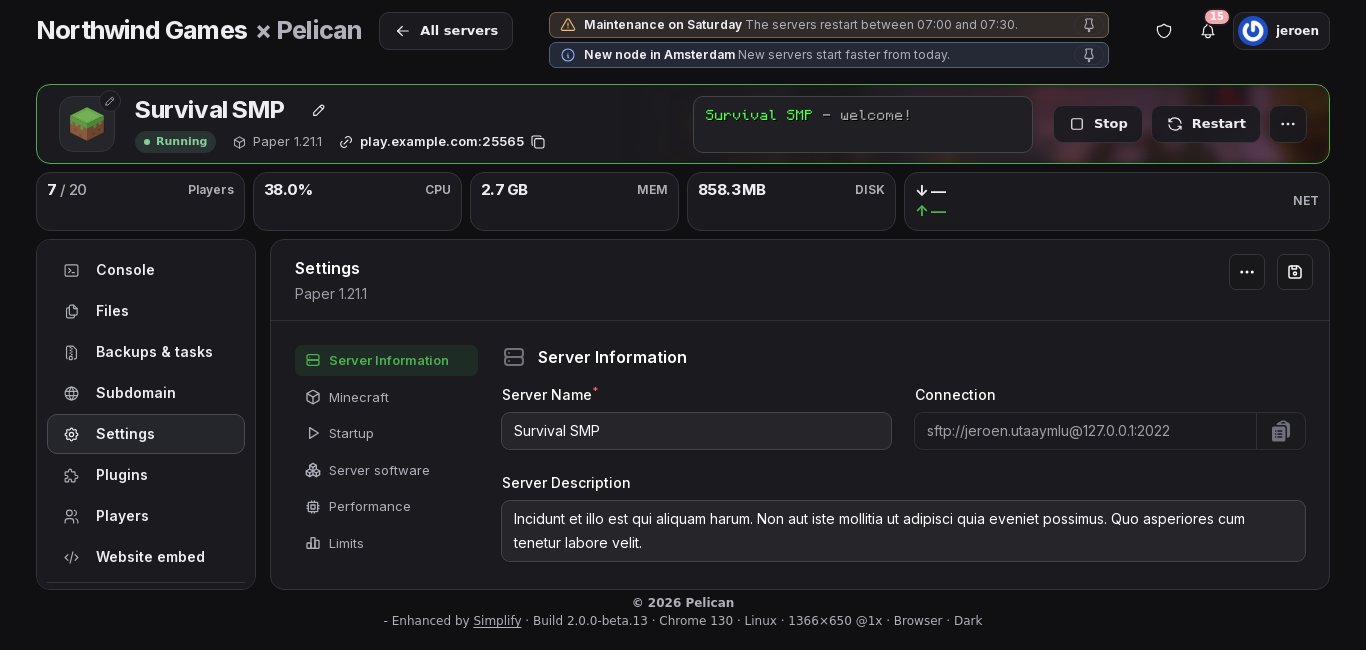 Northwind Games × Pelican
All servers
Maintenance on Saturday The servers restart between 07:00 and 07:30.
New node in Amsterdam New servers start faster from today.
15
jeroen
Survival SMP
Running
Paper 1.21.1
play.example.com:25565
Survival SMP - welcome!
Stop
Restart
7 / 20
Players
38.0%
CPU
2.7 GB
MEM
858.3 MB
DISK
↓ —
↑ —
NET
Console
Files
Backups & tasks
Subdomain
Settings
Plugins
Players
Website embed
Settings
Paper 1.21.1
Server Information
Minecraft
Startup
Server software
Performance
Limits
Server Information
Server Name*
Survival SMP
Connection
sftp://jeroen.utaaymlu@127.0.0.1:2022
Server Description
Incidunt et illo est qui aliquam harum. Non aut iste mollitia ut adipisci quia eveniet possimus. Quo asperiores cum
tenetur labore velit.
© 2026 Pelican
- Enhanced by Simplify · Build 2.0.0-beta.13 · Chrome 130 · Linux · 1366×650 @1x · Browser · Dark